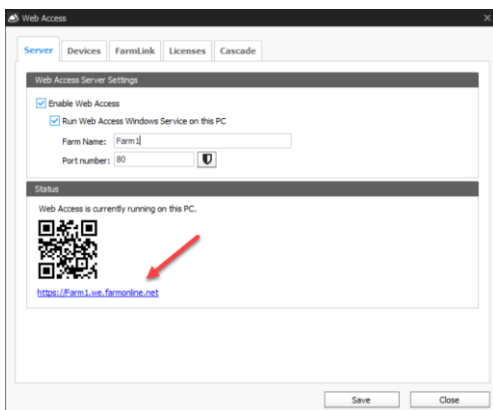 Web Access
Server Devices FarmLink Licenses Cascade
Web Access Server Settings
Enable Web Access
Run Web Access Windows Service on this PC
Farm Name: Farm1
Port number: 80
Status
Web Access is currently running on this PC.
https://Farm1.we.farmonline.net
Save Close